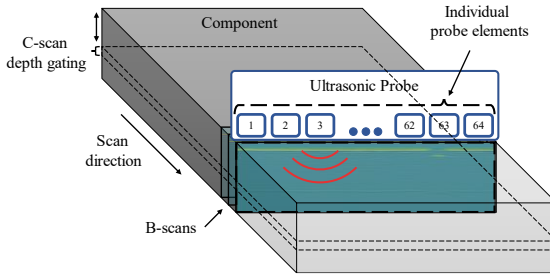 Individual
probe elements
Component
C-scan
depth gating
Ultrasonic Probe
1 2 3 62 63 64
Scan
direction
B-scans